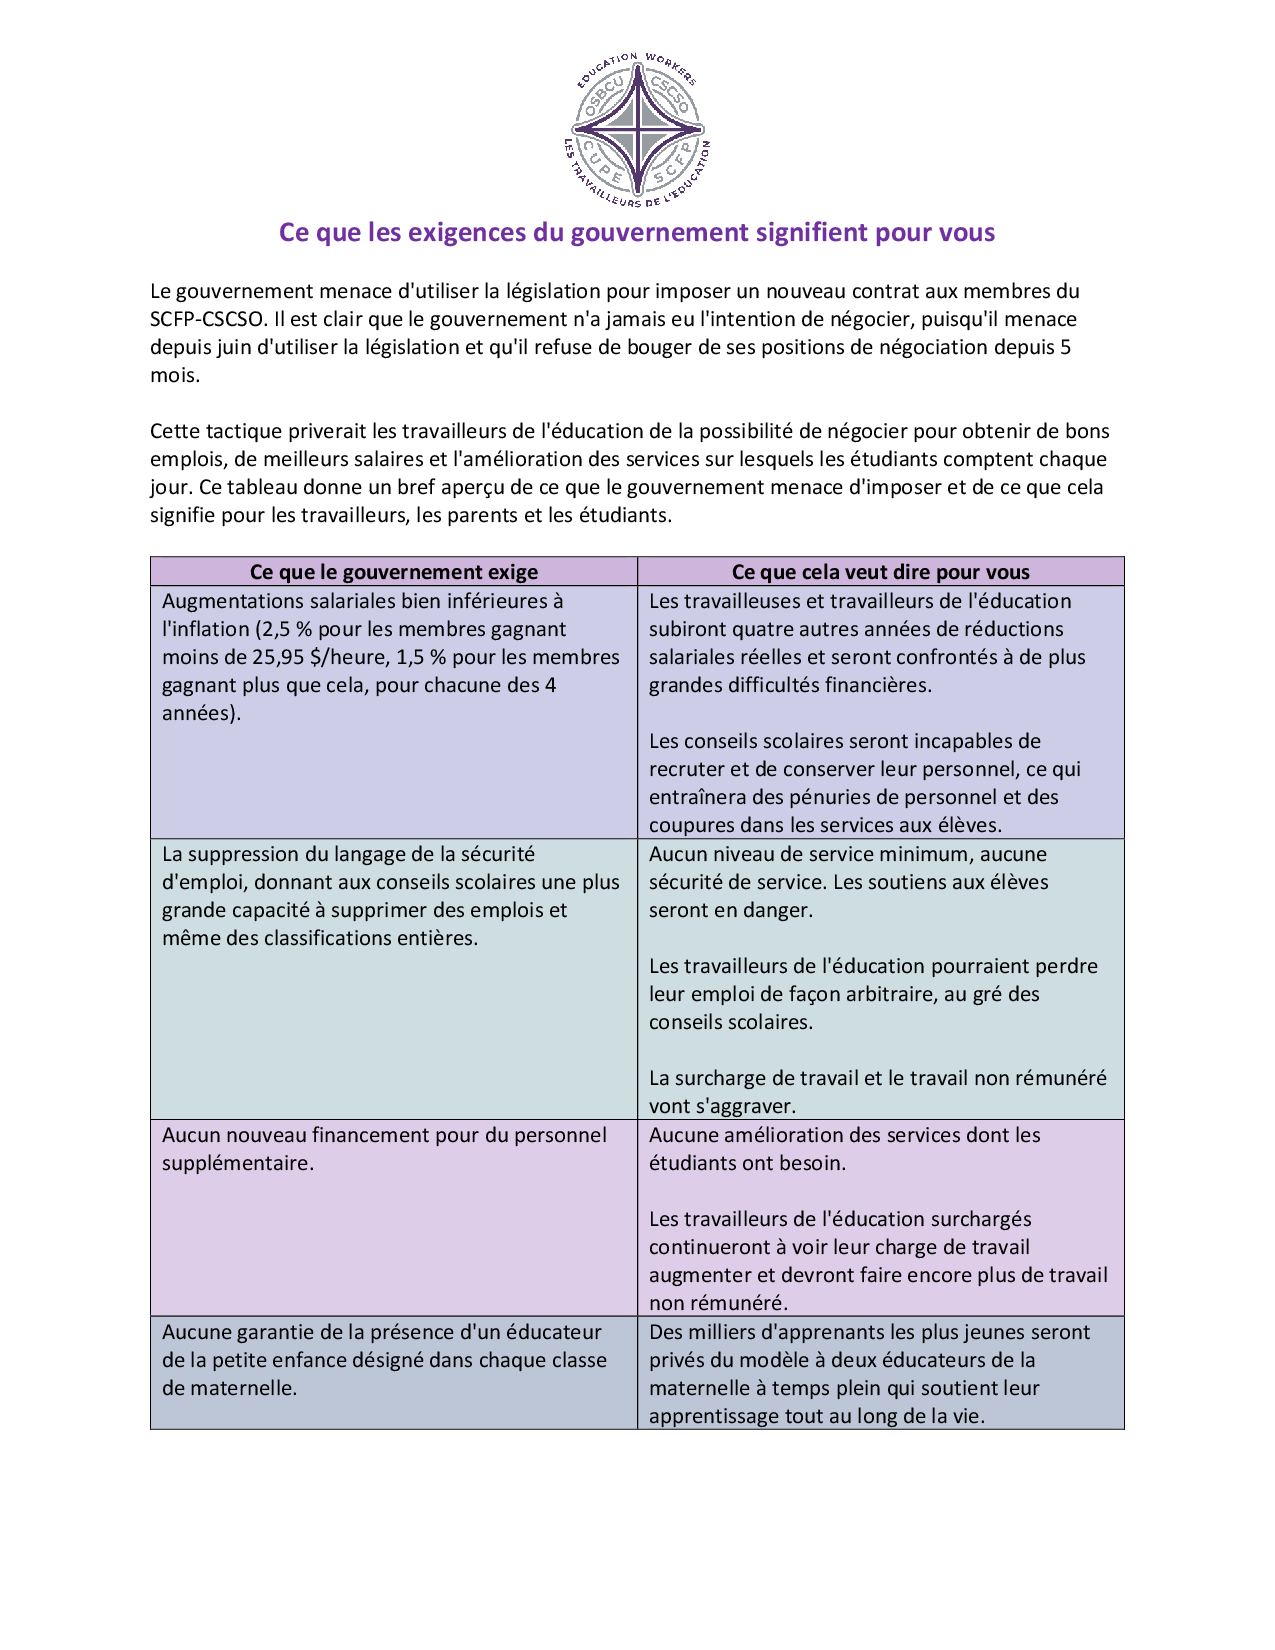 EDUCATION WORKERS
OSBCU CSCSO
CUPE SCFP
LES TRAVAILLEURS DE L'EDUCATION
Ce que les exigences du gouvernement signifient pour vous
Le gouvernement menace d'utiliser la législation pour imposer un nouveau contrat aux membres du
SCFP-CSCSO. Il est clair que le gouvernement n'a jamais eu l'intention de négocier, puisqu'il menace
depuis juin d'utiliser la législation et qu'il refuse de bouger de ses positions de négociation depuis 5
mois.
Cette tactique priverait les travailleurs de l'éducation de la possibilité de négocier pour obtenir de bons
emplois, de meilleurs salaires et l'amélioration des services sur lesquels les étudiants comptent chaque
jour. Ce tableau donne un bref aperçu de ce que le gouvernement menace d'imposer et de ce que cela
signifie pour les travailleurs, les parents et les étudiants.
Ce que le gouvernement exige
Ce que cela veut dire pour vous
Augmentations salariales bien inférieures à
l'inflation (2,5 % pour les membres gagnant
moins de 25,95 $/heure, 1,5 % pour les membres
gagnant plus que cela, pour chacune des 4
années).
Les travailleuses et travailleurs de l'éducation
subiront quatre autres années de réductions
salariales réelles et seront confrontés à de plus
grandes difficultés financières.
Les conseils scolaires seront incapables de
recruter et de conserver leur personnel, ce qui
entraînera des pénuries de personnel et des
coupures dans les services aux élèves.
La suppression du langage de la sécurité
d'emploi, donnant aux conseils scolaires une plus
grande capacité à supprimer des emplois et
même des classifications entières.
Aucun niveau de service minimum, aucune
sécurité de service. Les soutiens aux élèves
seront en danger.
Les travailleurs de l'éducation pourraient perdre
leur emploi de façon arbitraire, au gré des
conseils scolaires.
La surcharge de travail et le travail non rémunéré
vont s'aggraver.
Aucun nouveau financement pour du personnel
supplémentaire.
Aucune amélioration des services dont les
étudiants ont besoin.
Les travailleurs de l'éducation surchargés
continueront à voir leur charge de travail
augmenter et devront faire encore plus de travail
non rémunéré.
Aucune garantie de la présence d'un éducateur
de la petite enfance désigné dans chaque classe
de maternelle.
Des milliers d'apprenants les plus jeunes seront
privés du modèle à deux éducateurs de la
maternelle à temps plein qui soutient leur
apprentissage tout au long de la vie.